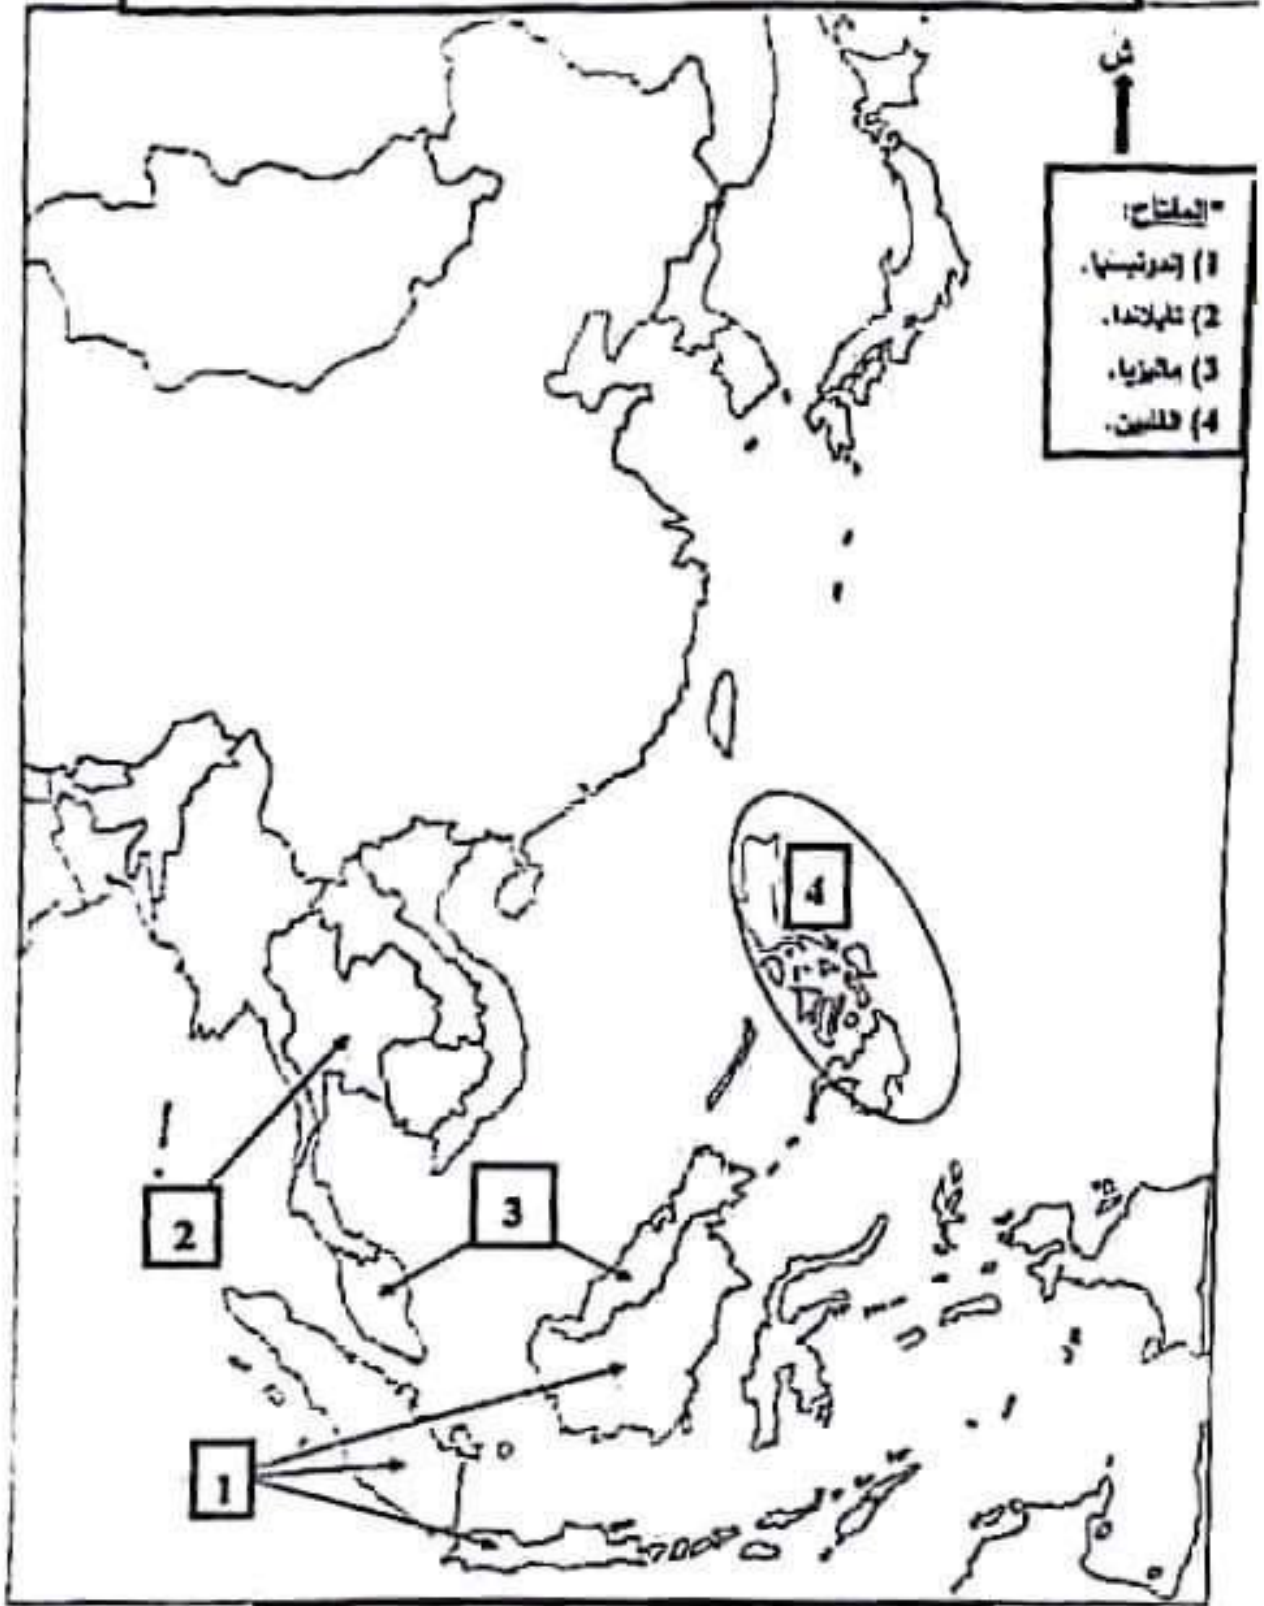 ش
*المفتاح:
1) إندونيسيا.
2) تايلاندا.
3) ماليزيا.
4) الفلبين.
4
3
2
1